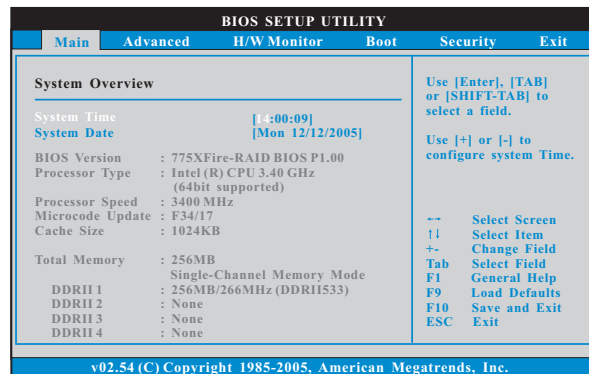 BIOS SETUP UTILITY
Main Advanced H/W Monitor Boot Security Exit
System Overview
System Time [14:00:09]
System Date [Mon 12/12/2005]
BIOS Version : 775XFire-RAID BIOS P1.00
Processor Type : Intel (R) CPU 3.40 GHz
(64bit supported)
Processor Speed : 3400 MHz
Microcode Update : F34/17
Cache Size : 1024KB
Total Memory : 256MB
Single-Channel Memory Mode
DDRII 1 : 256MB/266MHz (DDRII533)
DDRII 2 : None
DDRII 3 : None
DDRII 4 : None
Use [Enter], [TAB]
or [SHIFT-TAB] to
select a field.
Use [+] or [-] to
configure system Time.
←→ Select Screen
↑↓ Select Item
+- Change Field
Tab Select Field
F1 General Help
F9 Load Defaults
F10 Save and Exit
ESC Exit
v02.54 (C) Copyright 1985-2005, American Megatrends, Inc.